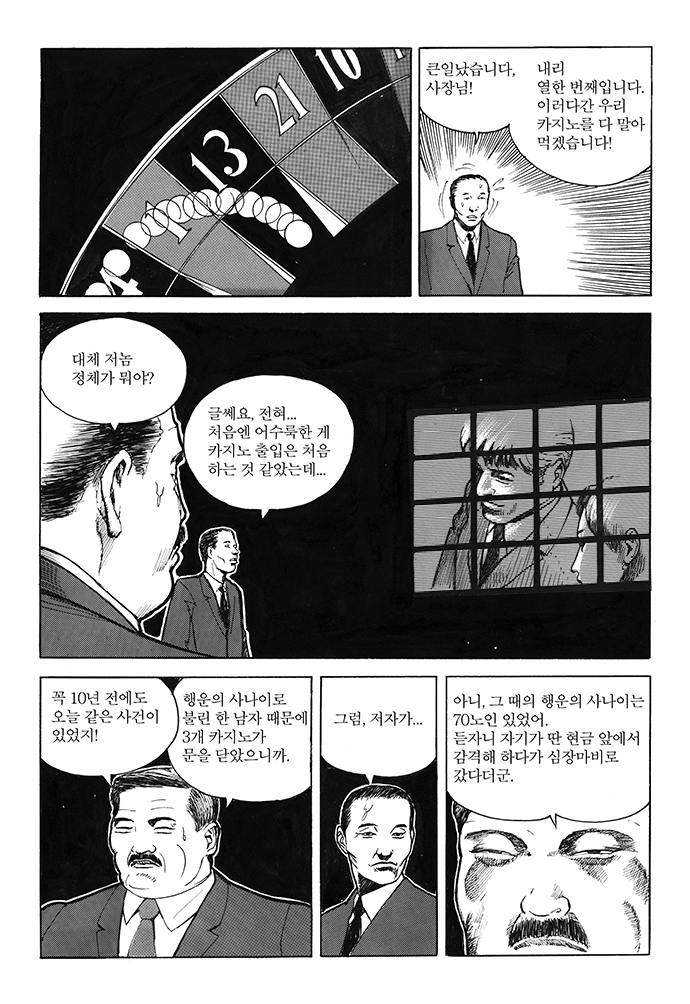 10
21
13
1
4
큰일났습니다,
사장님!
내리
열한 번째입니다.
이러다간 우리
카지노를 다 말아
먹겠습니다!
대체 저놈
정체가 뭐야?
글쎄요, 전혀...
처음엔 어수룩한 게
카지노 출입은 처음
하는 것 같았는데...
꼭 10년 전에도
오늘 같은 사건이
있었지!
행운의 사나이로
불린 한 남자 때문에
3개 카지노가
문을 닫았으니까.
그럼, 저자가...
아니, 그 때의 행운의 사나이는
70노인 있었어.
듣자니 자기가 딴 현금 앞에서
감격해 하다가 심장마비로
갔다더군.